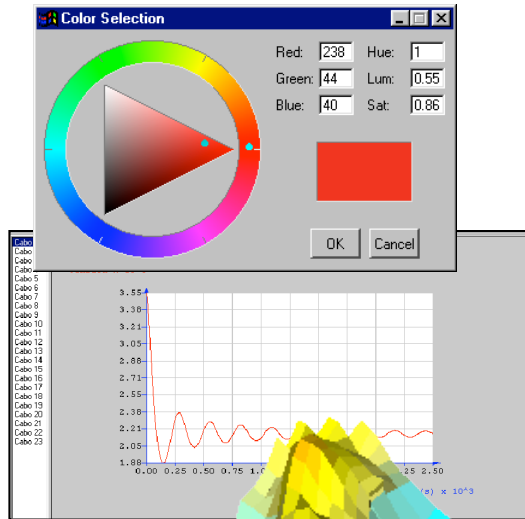 Color Selection
Red: 238 Hue: 1
Green: 44 Lum: 0.55
Blue: 40 Sat: 0.86
OK Cancel
Cabo
Cabo
Cabo 5
Cabo 6
Cabo 7
Cabo 8
Cabo 9
Cabo 10
Cabo 11
Cabo 12
Cabo 13
Cabo 14
Cabo 15
Cabo 16
Cabo 17
Cabo 18
Cabo 19
Cabo 20
Cabo 21
Cabo 22
Cabo 23
3.55
3.38
3.21
3.05
2.88
2.71
2.55
2.38
2.21
2.05
1.88
0.00 0.25 0.50 0.75 1.0 .25 2.50
/s) x 10^3